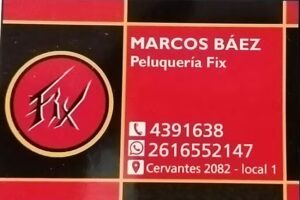 Fix
MARCOS BÁEZ
Peluquería Fix
4391638
2616552147
Cervantes 2082 - local 1